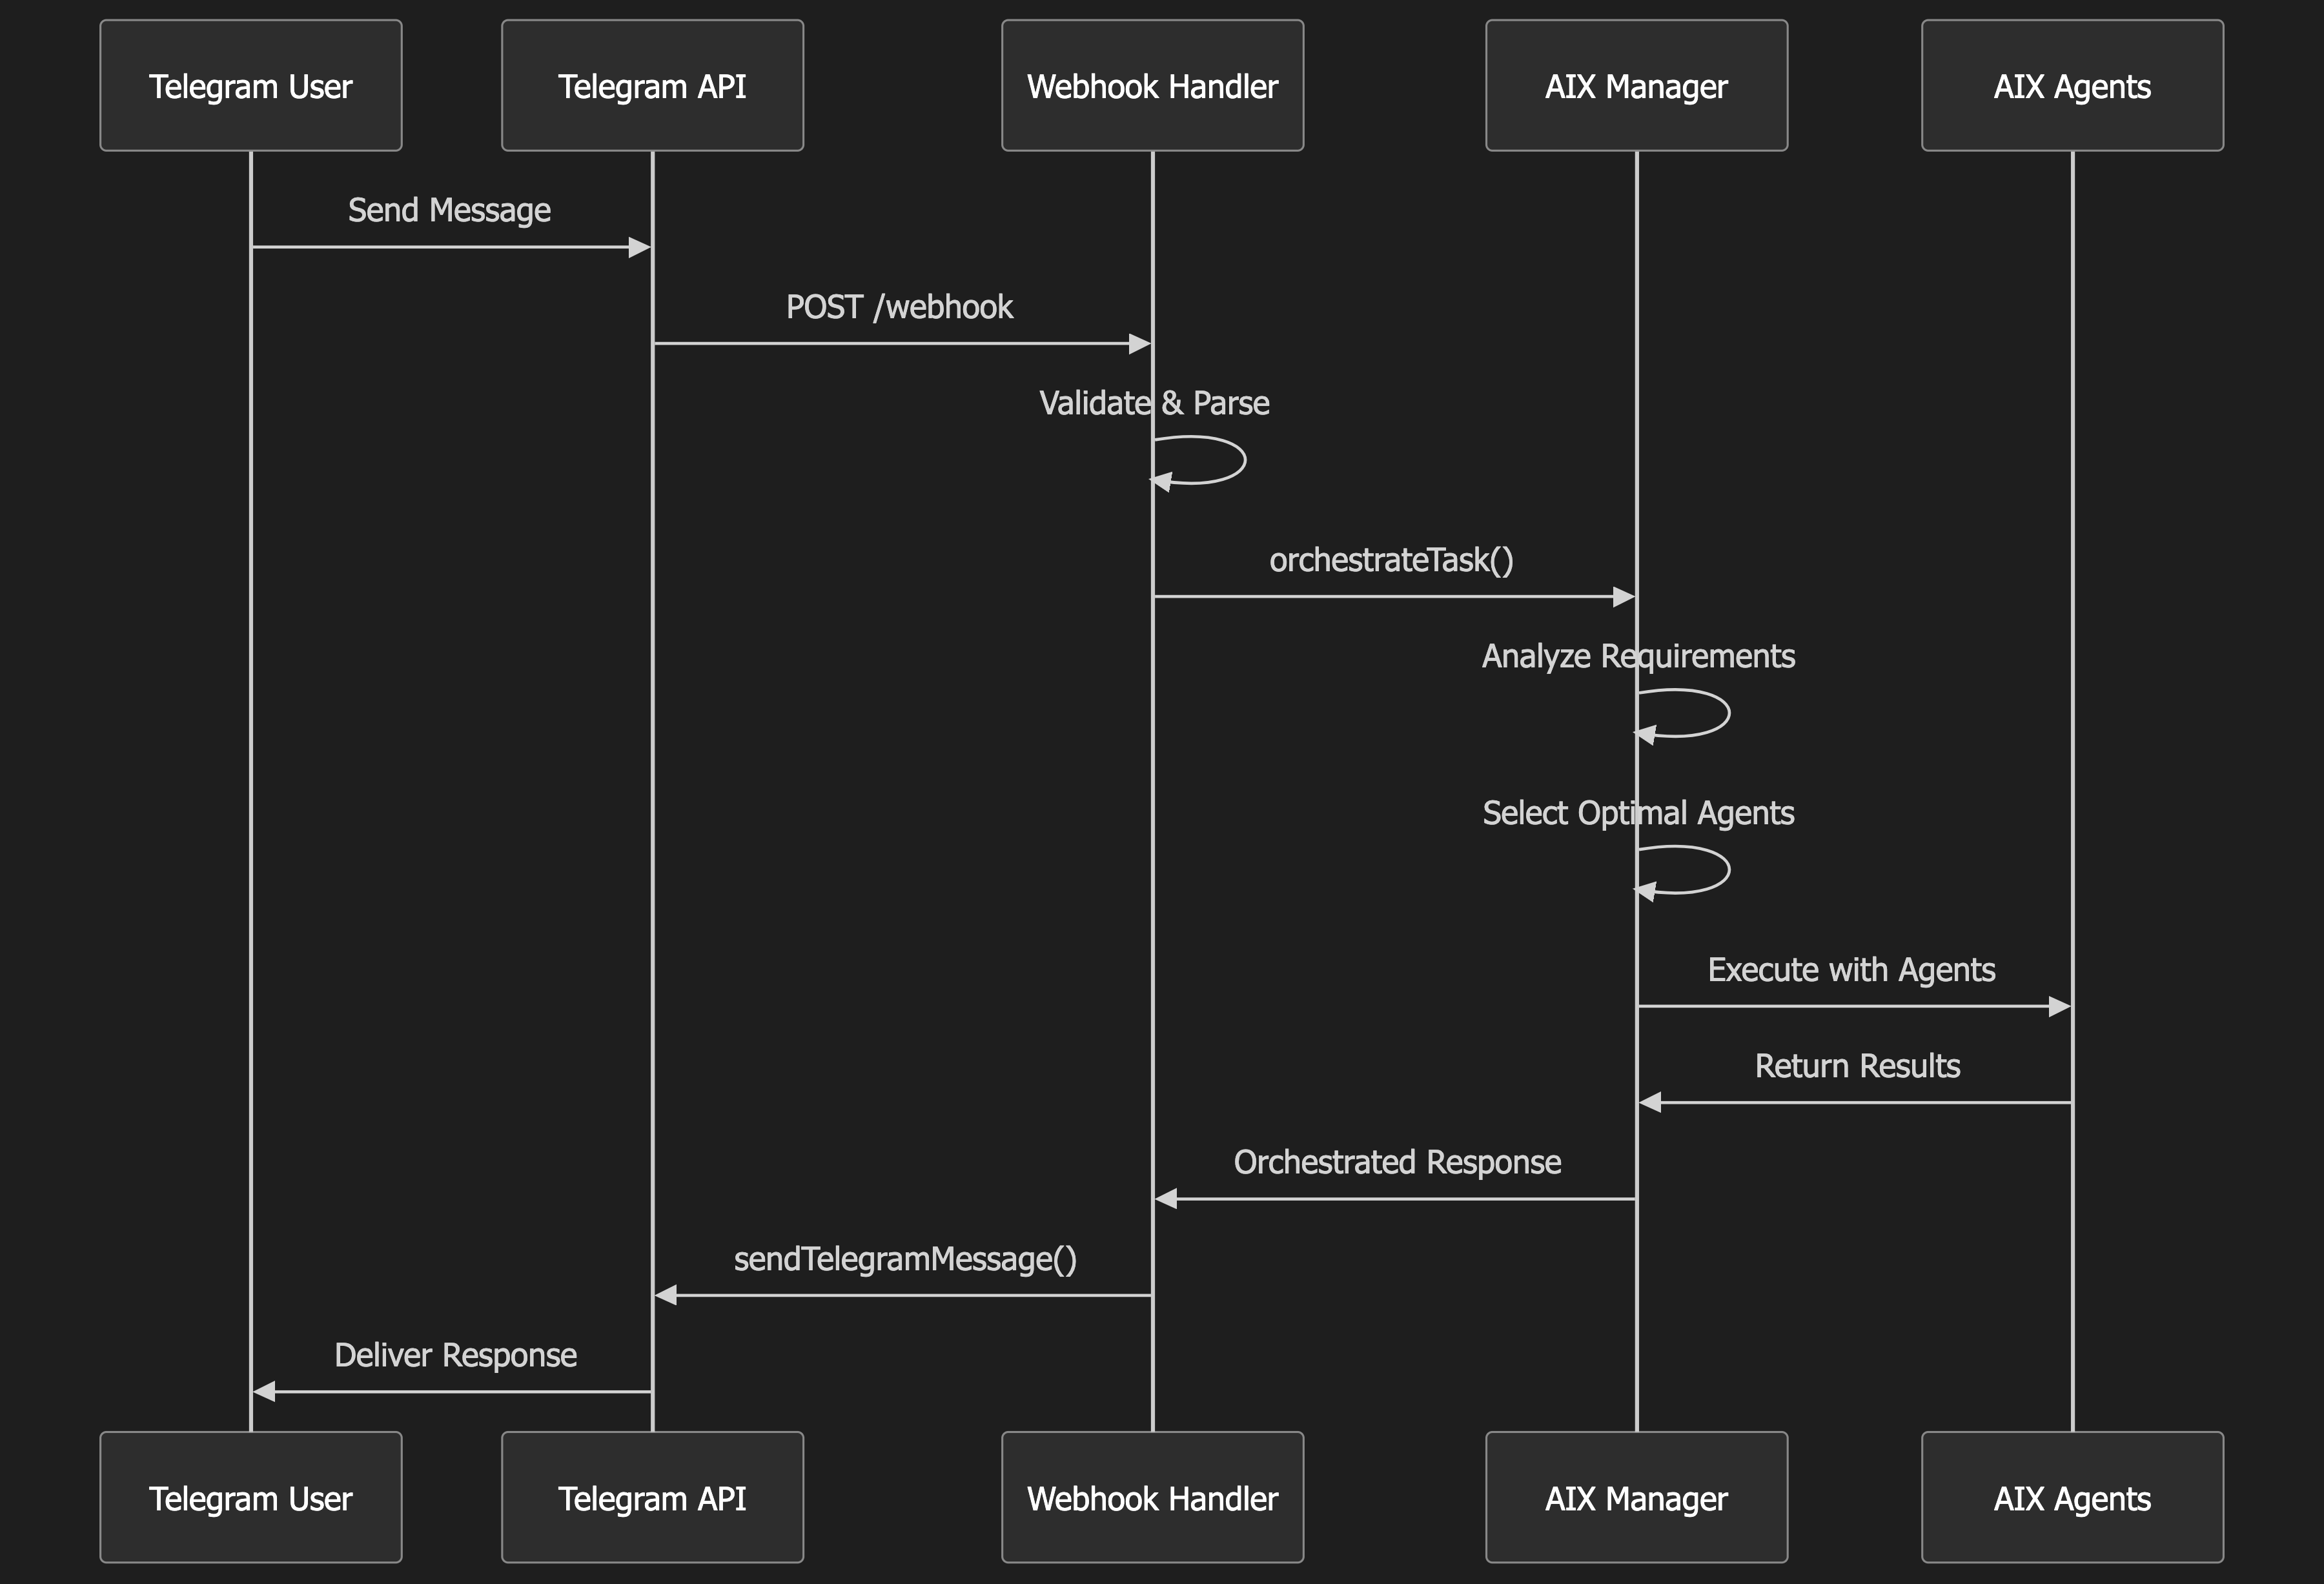 Telegram User
Telegram API
Webhook Handler
AIX Manager
AIX Agents
Send Message
POST /webhook
Validate & Parse
orchestrateTask()
Analyze Requirements
Select Optimal Agents
Execute with Agents
Return Results
Orchestrated Response
sendTelegramMessage()
Deliver Response
Telegram User
Telegram API
Webhook Handler
AIX Manager
AIX Agents